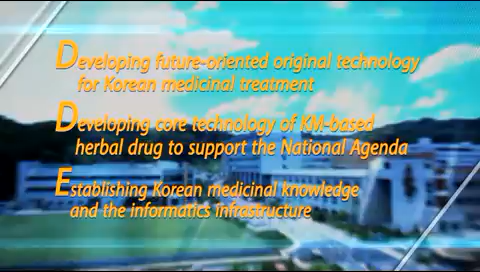 Developing future-oriented original technology
for Korean medicinal treatment
Developing core technology of KM-based
herbal drug to support the National Agenda
Establishing Korean medicinal knowledge
and the informatics infrastructure